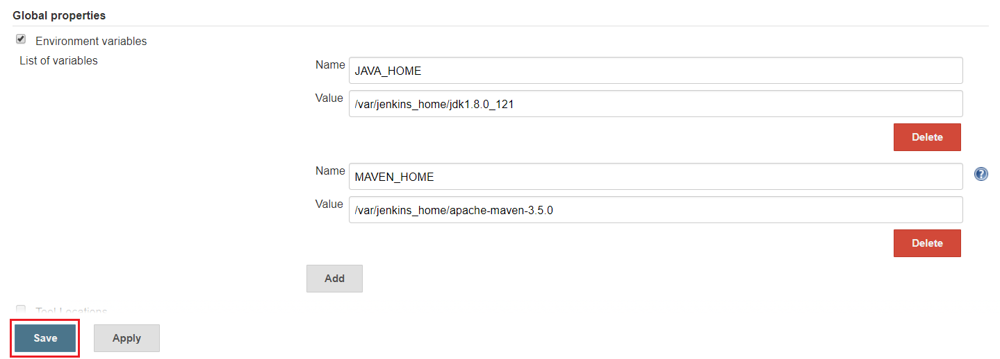 Global properties
Environment variables
List of variables
Name JAVA_HOME
Value /var/jenkins_home/jdk1.8.0_121
Delete
Name MAVEN_HOME
?
Value /var/jenkins_home/apache-maven-3.5.0
Delete
Add
Tool Locations
Save Apply